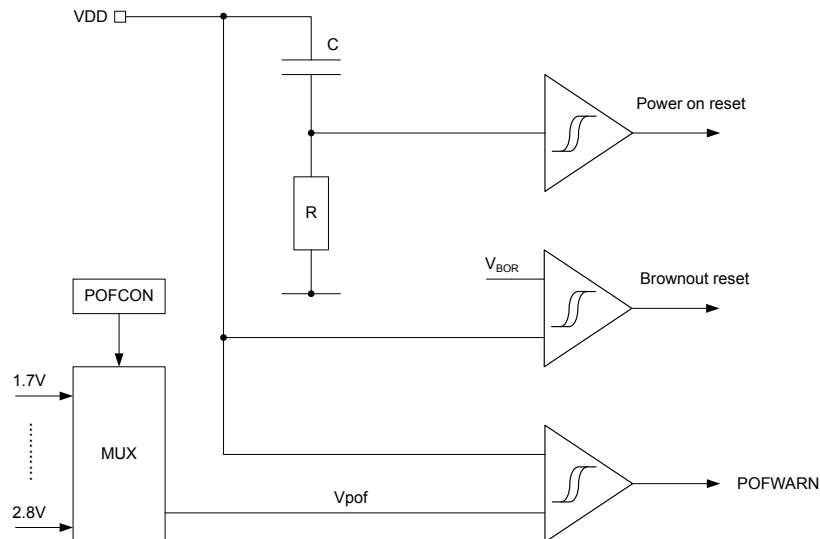 VDD
C
Power on reset
R
VBOR
Brownout reset
POFCON
1.7V
MUX
2.8V
Vpof
POFWARN